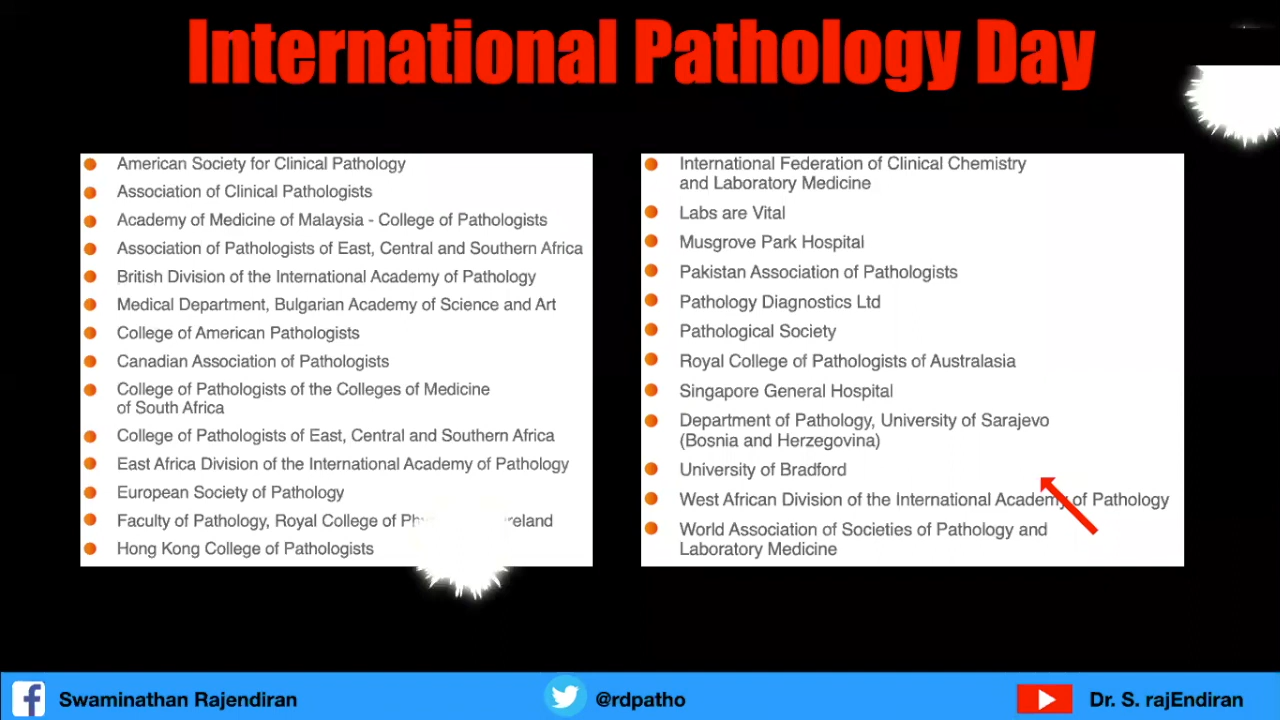 International Pathology Day
American Society for Clinical Pathology
Association of Clinical Pathologists
Academy of Medicine of Malaysia - College of Pathologists
Association of Pathologists of East, Central and Southern Africa
British Division of the International Academy of Pathology
Medical Department, Bulgarian Academy of Science and Art
College of American Pathologists
Canadian Association of Pathologists
College of Pathologists of the Colleges of Medicine
of South Africa
College of Pathologists of East, Central and Southern Africa
East Africa Division of the International Academy of Pathology
European Society of Pathology
Faculty of Pathology, Royal College of
Hong Kong College of Pathologists
International Federation of Clinical Chemistry
and Laboratory Medicine
Labs are Vital
Musgrove Park Hospital
Pakistan Association of Pathologists
Pathology Diagnostics Ltd
Pathological Society
Royal College of Pathologists of Australasia
Singapore General Hospital
Department of Pathology, University of Sarajevo
(Bosnia and Herzegovina)
University of Bradford
West African Division of the International Academy of Pathology
World Association of Societies of Pathology and
Laboratory Medicine
Swaminathan Rajendiran
@rdpatho
Dr. S. rajEndiran